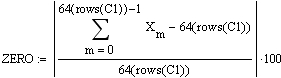 64(rows(C1))−1
∑ X_m − 64(rows(C1))
m = 0
ZERO := | | ·100
64(rows(C1))